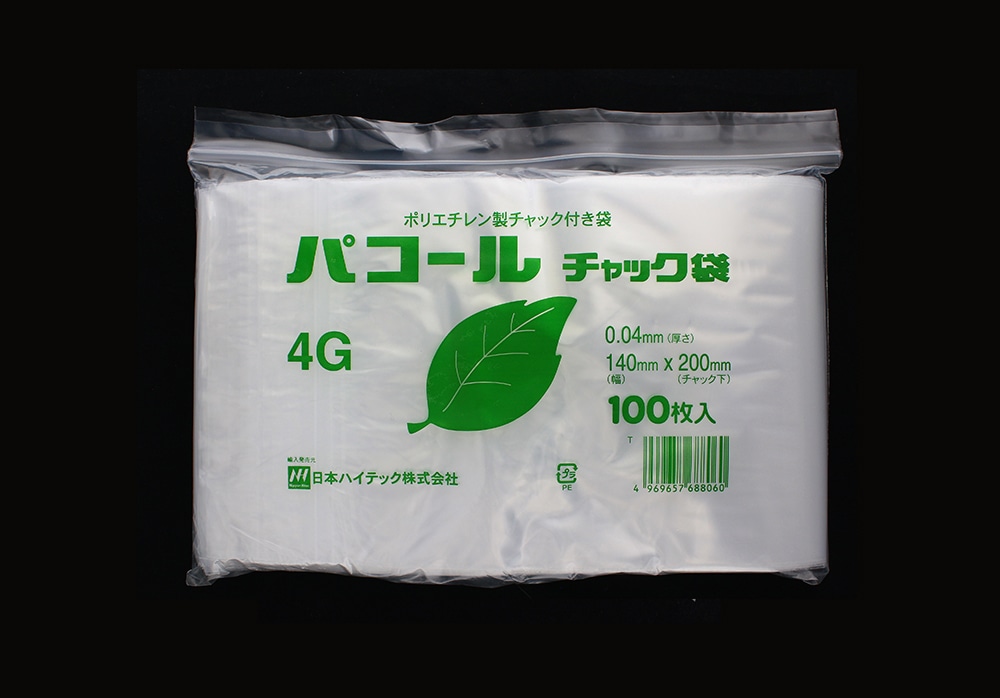 ポリエチレン製チャック付き袋
パコール チャック袋
4G
0.04mm (厚さ)
140mm x 200mm
(幅) (チャック下)
100枚入
T
4 969657 688060
輸入発売元
日本ハイテック株式会社
プラ
PE